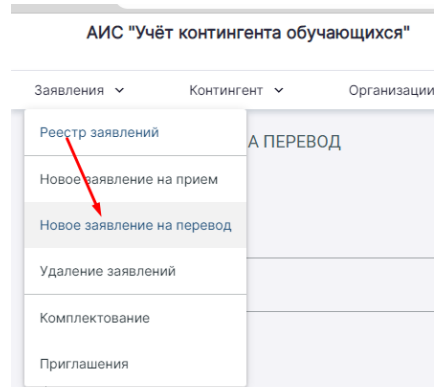 АИС "Учёт контингента обучающихся"
Заявления Контингент Организации
Реестр заявлений
А ПЕРЕВОД
Новое заявление на прием
Новое заявление на перевод
Удаление заявлений
Комплектование
Приглашения